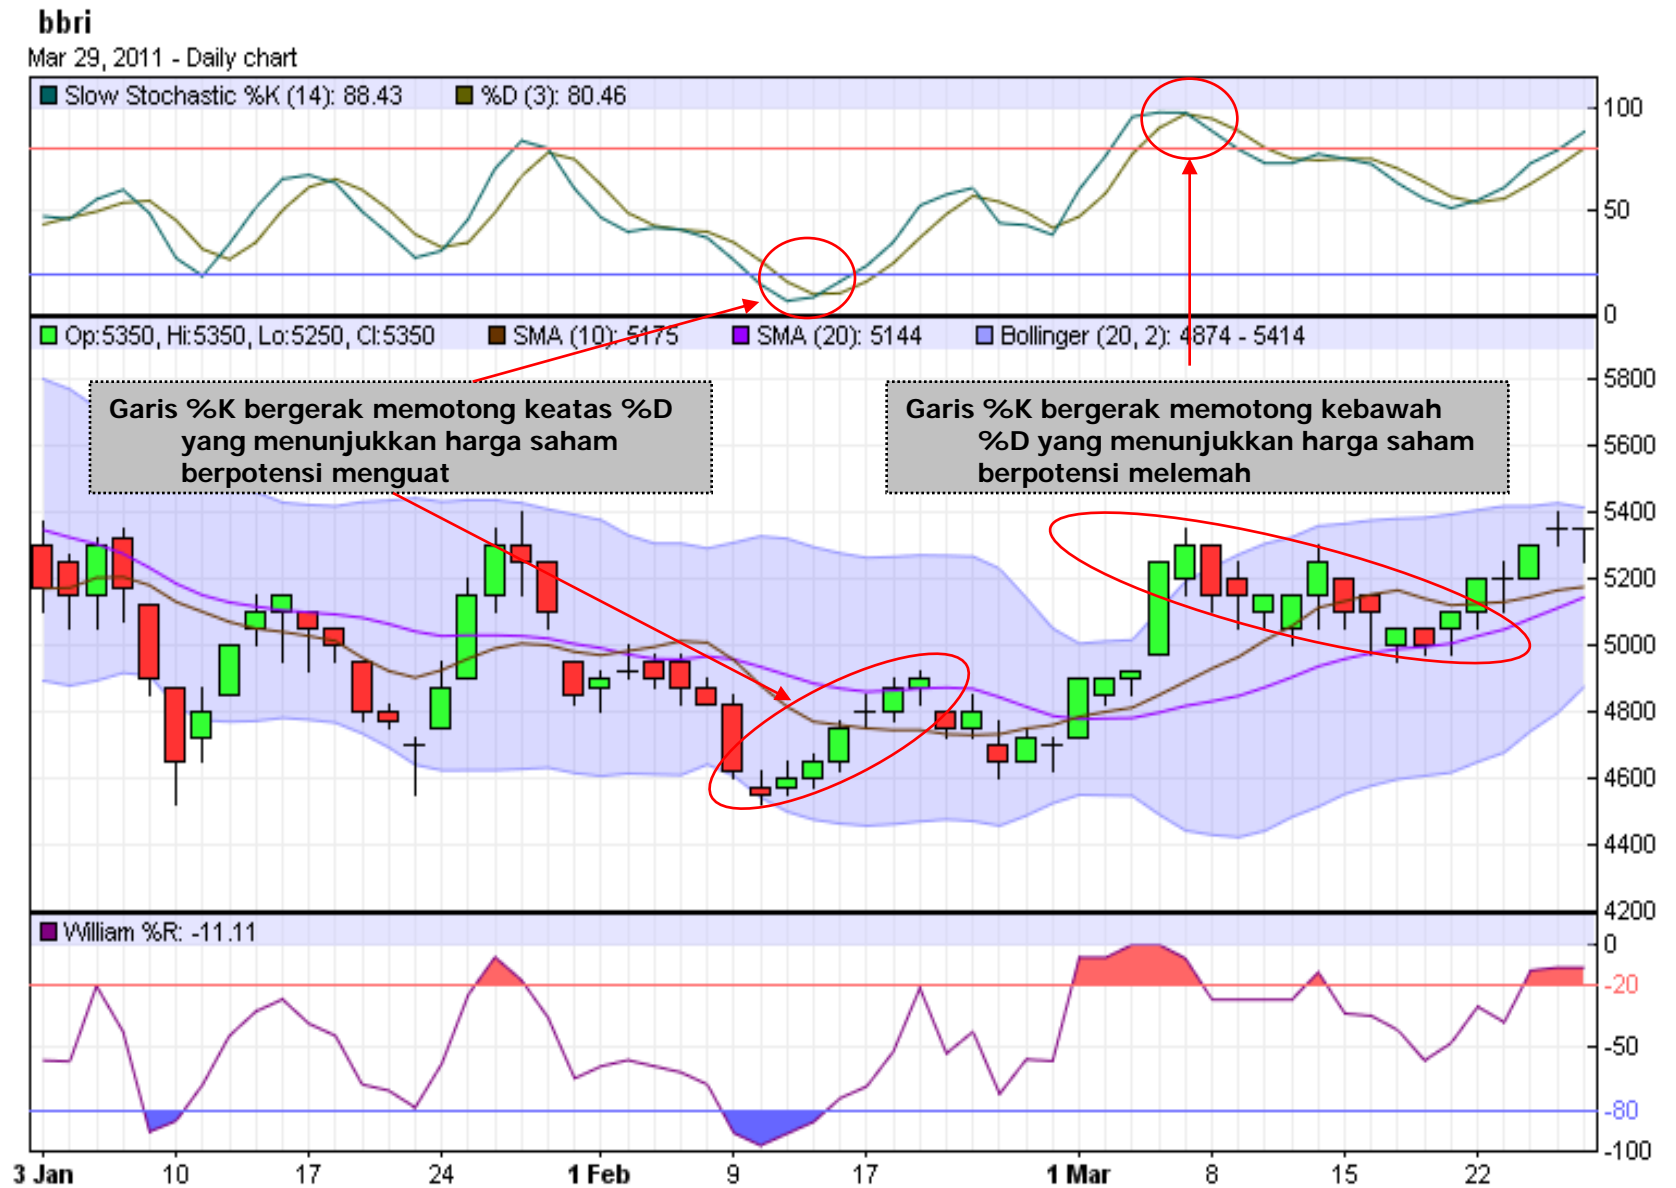 bbri
Mar 29, 2011 - Daily chart
Slow Stochastic %K (14): 88.43 %D (3): 80.46
100
50
0
Op:5350, Hi:5350, Lo:5250, Cl:5350 SMA (10): 5175 SMA (20): 5144 Bollinger (20, 2): 4874 - 5414
Garis %K bergerak memotong keatas %D
yang menunjukkan harga saham
berpotensi menguat
Garis %K bergerak memotong kebawah
%D yang menunjukkan harga saham
berpotensi melemah
5800
5600
5400
5200
5000
4800
4600
4400
4200
William %R: -11.11
0
-20
-50
-80
-100
3 Jan 10 17 24 1 Feb 9 17 1 Mar 8 15 22